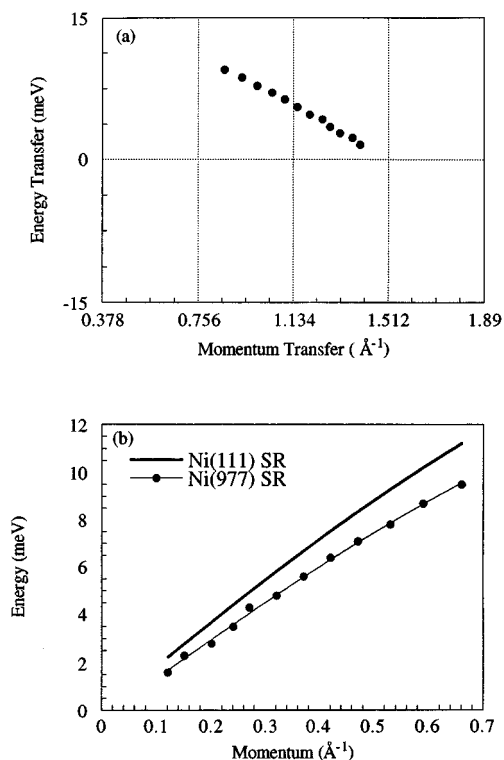 (a)
15
0
-15
Energy Transfer (meV)
0.378 0.756 1.134 1.512 1.89
Momentum Transfer ( Å-1)
(b)
Ni(111) SR
Ni(977) SR
12
10
8
6
4
2
0
Energy (meV)
0 0.1 0.2 0.3 0.4 0.5 0.6 0.7
Momentum (Å-1)